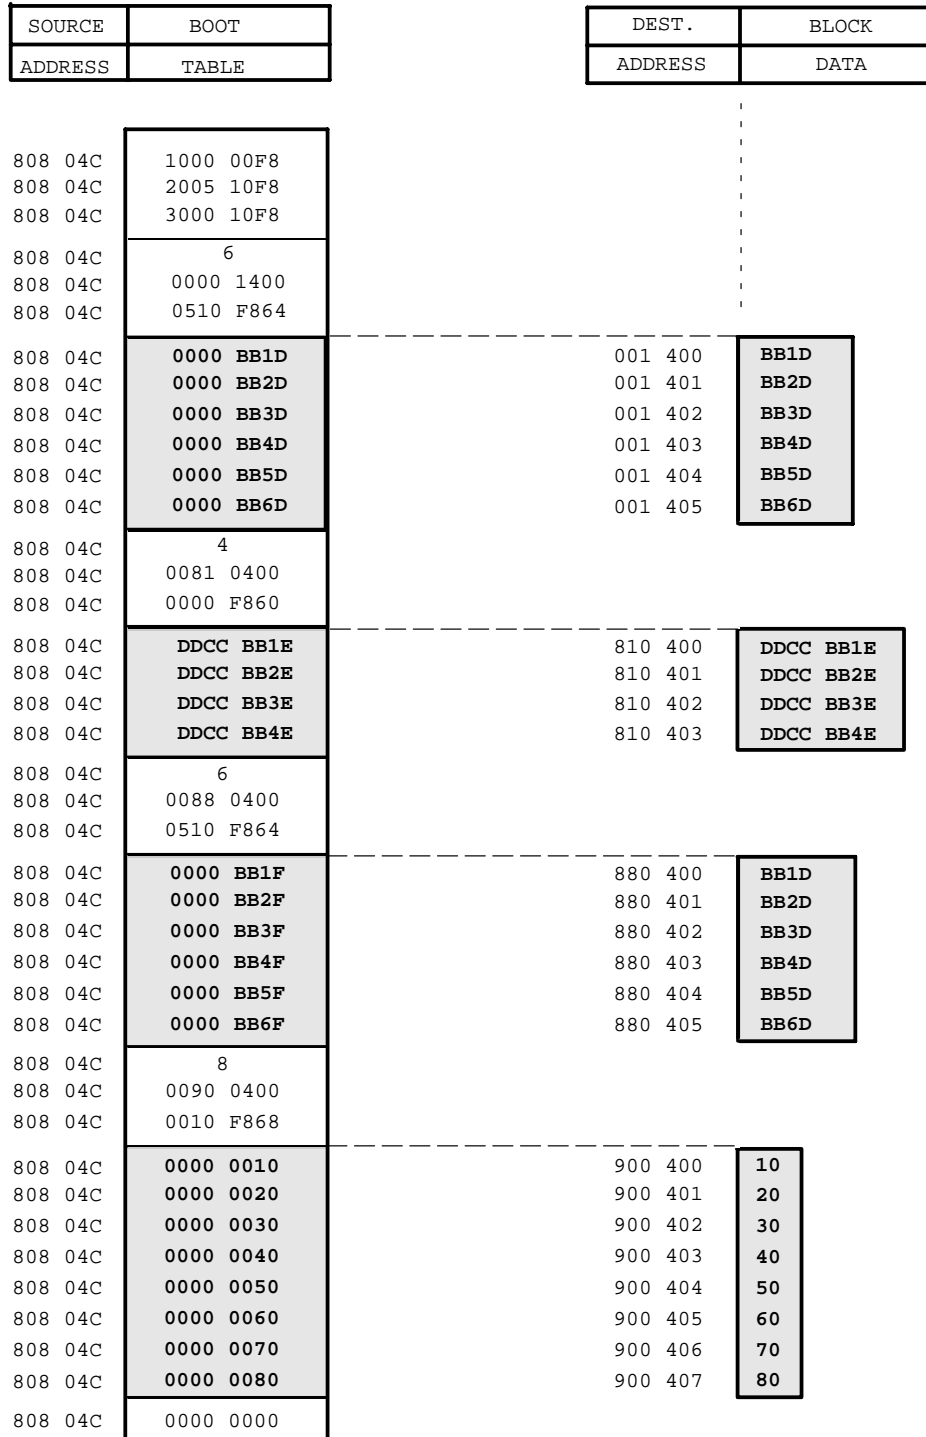 SOURCE BOOT DEST. BLOCK
ADDRESS TABLE ADDRESS DATA
808 04C 1000 00F8
808 04C 2005 10F8
808 04C 3000 10F8
808 04C 6
808 04C 0000 1400
808 04C 0510 F864
808 04C 0000 BB1D 001 400 BB1D
808 04C 0000 BB2D 001 401 BB2D
808 04C 0000 BB3D 001 402 BB3D
808 04C 0000 BB4D 001 403 BB4D
808 04C 0000 BB5D 001 404 BB5D
808 04C 0000 BB6D 001 405 BB6D
808 04C 4
808 04C 0081 0400
808 04C 0000 F860
808 04C DDCC BB1E 810 400 DDCC BB1E
808 04C DDCC BB2E 810 401 DDCC BB2E
808 04C DDCC BB3E 810 402 DDCC BB3E
808 04C DDCC BB4E 810 403 DDCC BB4E
808 04C 6
808 04C 0088 0400
808 04C 0510 F864
808 04C 0000 BB1F 880 400 BB1D
808 04C 0000 BB2F 880 401 BB2D
808 04C 0000 BB3F 880 402 BB3D
808 04C 0000 BB4F 880 403 BB4D
808 04C 0000 BB5F 880 404 BB5D
808 04C 0000 BB6F 880 405 BB6D
808 04C 8
808 04C 0090 0400
808 04C 0010 F868
808 04C 0000 0010 900 400 10
808 04C 0000 0020 900 401 20
808 04C 0000 0030 900 402 30
808 04C 0000 0040 900 403 40
808 04C 0000 0050 900 404 50
808 04C 0000 0060 900 405 60
808 04C 0000 0070 900 406 70
808 04C 0000 0080 900 407 80
808 04C 0000 0000